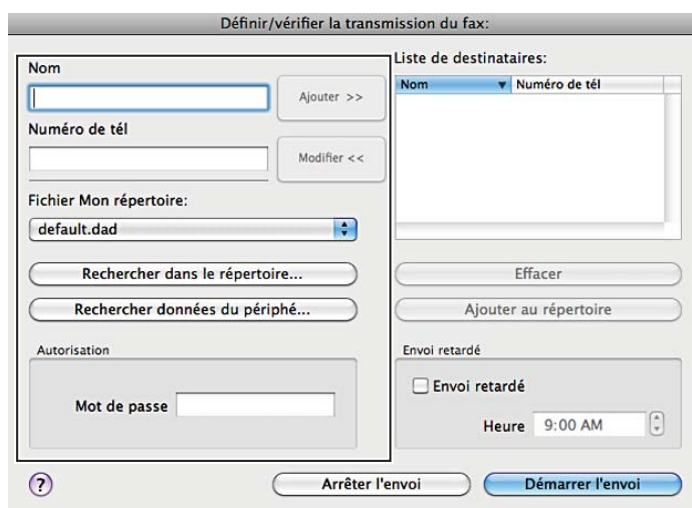 Définir/vérifier la transmission du fax:
Nom
Ajouter >>
Numéro de tél
Modifier <<
Fichier Mon répertoire:
default.dad
Rechercher dans le répertoire...
Rechercher données du périphé...
Autorisation
Mot de passe
Liste de destinataires:
Nom Numéro de tél
Effacer
Ajouter au répertoire
Envoi retardé
Envoi retardé
Heure 9:00 AM
?
Arrêter l'envoi
Démarrer l'envoi